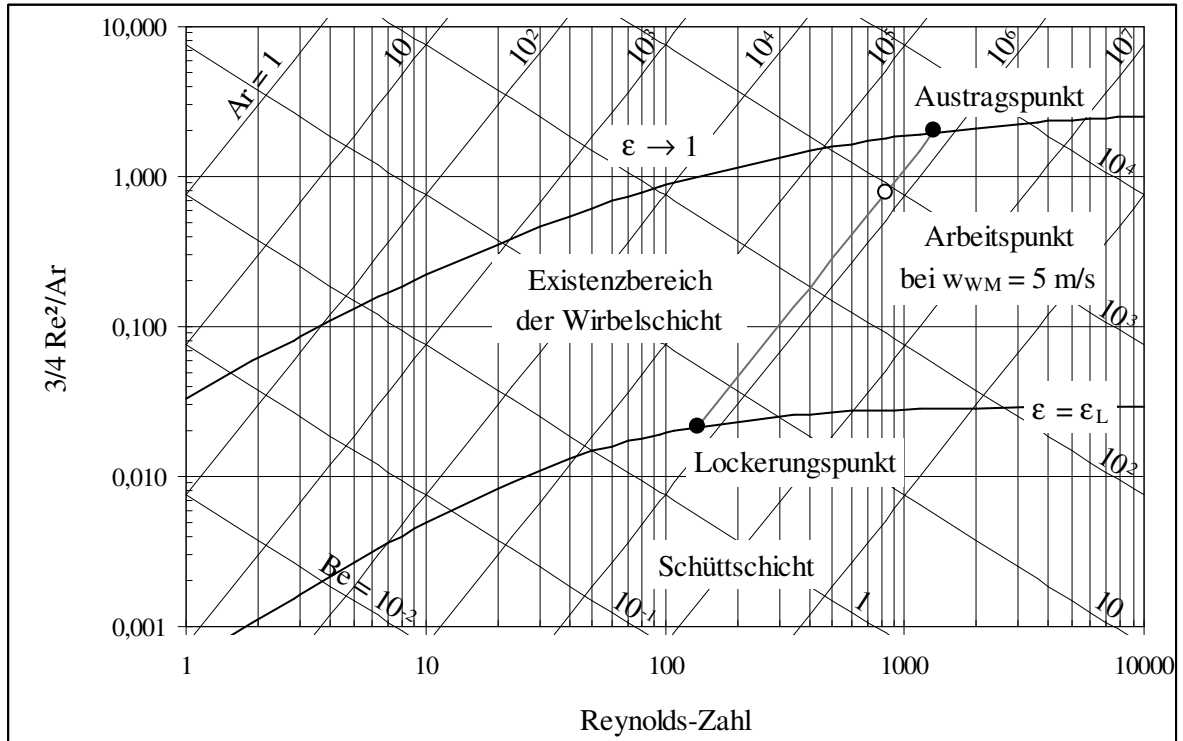 10,000
1,000
0,100
0,010
0,001
3/4 Re²/Ar
Ar = 1
10
10²
10³
10⁴
10⁵
10⁶
10⁷
Austragspunkt
ε → 1
10⁴
Arbeitspunkt
bei wWM = 5 m/s
Existenzbereich
der Wirbelschicht
10³
ε = εL
Lockerungspunkt
10²
Schüttschicht
Be = 10⁻²
10⁻¹
1
10
1
10
100
1000
10000
Reynolds-Zahl